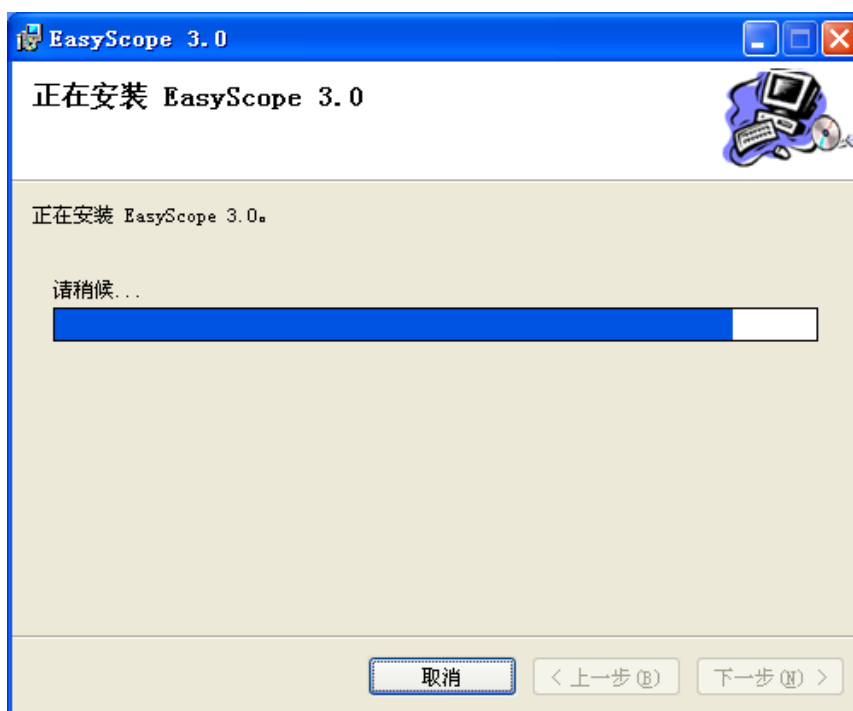 EasyScope 3.0
正在安装 EasyScope 3.0
正在安装 EasyScope 3.0。
请稍候...
取消
< 上一步(B)
下一步(N) >